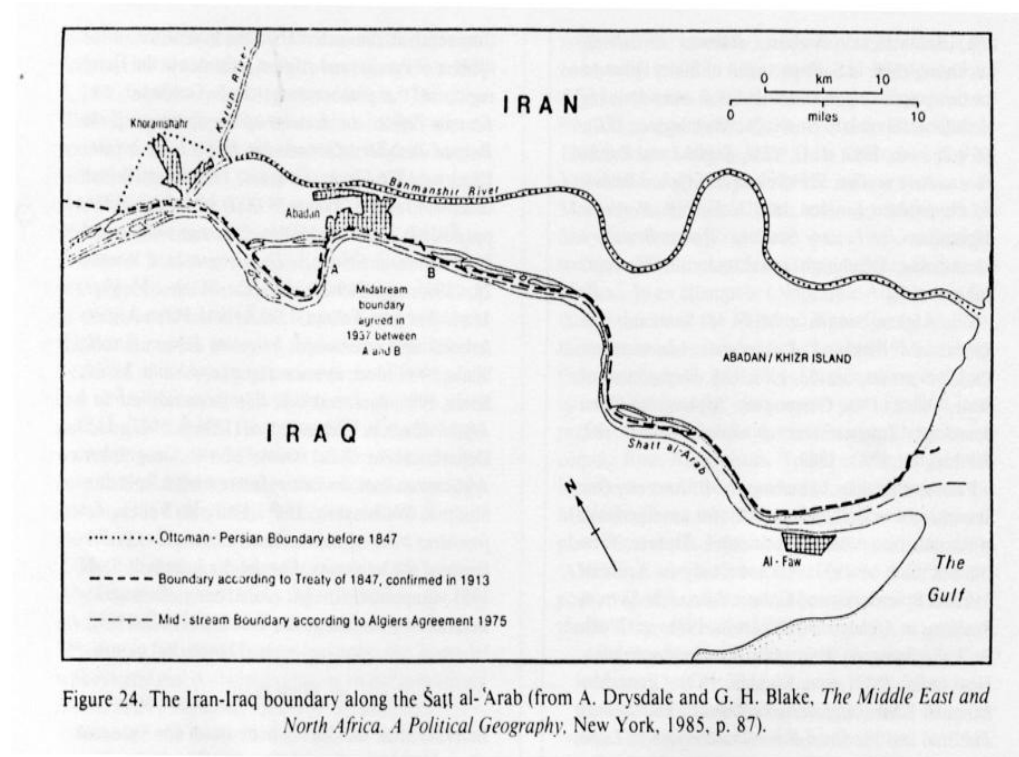 0 km 10
0 miles 10
IRAN
Khoramshahr
Karun River
Bahmanshir River
Abadan
A
B
Midstream
boundary
agreed in
1937 between
A and B
ABADAN / KHIZR ISLAND
IRAQ
Shatt al-Arab
N
Al-Faw
The
Gulf
Ottoman - Persian Boundary before 1847
Boundary according to Treaty of 1847, confirmed in 1913
Mid-stream Boundary according to Algiers Agreement 1975
Figure 24. The Iran-Iraq boundary along the Šaṭṭ al-ʿArab (from A. Drysdale and G. H. Blake, The Middle East and
North Africa. A Political Geography, New York, 1985, p. 87).